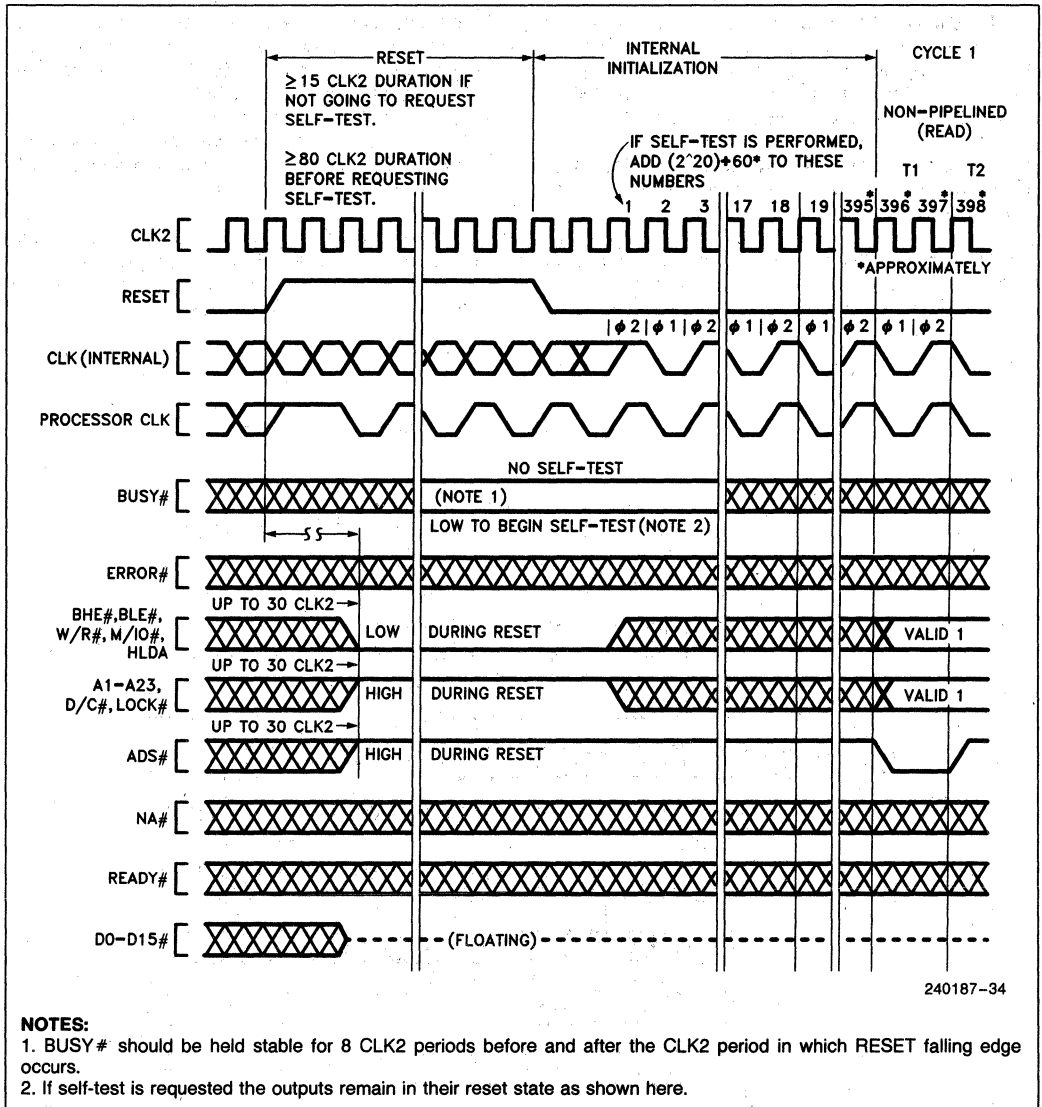 RESET
INTERNAL
INITIALIZATION
CYCLE 1
≥15 CLK2 DURATION IF
NOT GOING TO REQUEST
SELF-TEST.
≥80 CLK2 DURATION
BEFORE REQUESTING
SELF-TEST.
IF SELF-TEST IS PERFORMED,
ADD (2^20)+60* TO THESE
NUMBERS
NON-PIPELINED
(READ)
T1 T2
1 2 3 17 18 19 395* 396* 397* 398*
CLK2
*APPROXIMATELY
RESET
|ϕ2|ϕ1|ϕ2 ϕ1|ϕ2|ϕ1 ϕ2|ϕ1|ϕ2|
CLK (INTERNAL)
PROCESSOR CLK
NO SELF-TEST
BUSY# (NOTE 1)
LOW TO BEGIN SELF-TEST (NOTE 2)
ERROR#
UP TO 30 CLK2
BHE#, BLE#,
W/R#, M/IO#,
HLDA
LOW DURING RESET VALID 1
UP TO 30 CLK2
A1-A23,
D/C#, LOCK#
HIGH DURING RESET VALID 1
UP TO 30 CLK2
ADS# HIGH DURING RESET
NA#
READY#
D0-D15# (FLOATING)
240187-34
NOTES:
1. BUSY# should be held stable for 8 CLK2 periods before and after the CLK2 period in which RESET falling edge
occurs.
2. If self-test is requested the outputs remain in their reset state as shown here.